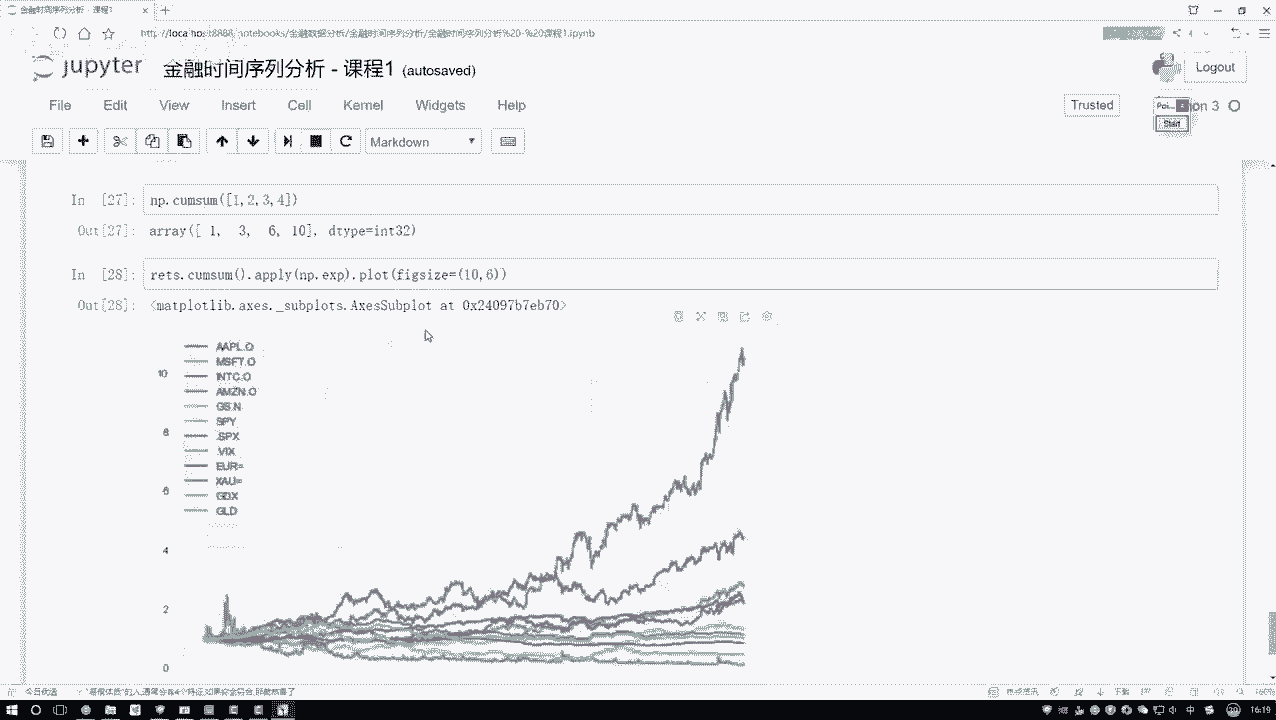 金融时间序列分析 - 课程1
http://localhost:8888/notebooks/金融数据分析/金融时间序列分析/金融时间序列分析%20-%20课程1.ipynb
jupyter 金融时间序列分析 - 课程1 (autosaved)
Logout
File Edit View Insert Cell Kernel Widgets Help
Trusted
on 3
Start
Markdown
In [27]: np.cumsum([1,2,3,4])
Out[27]: array([ 1, 3, 6, 10], dtype=int32)
In [28]: rets.cumsum().apply(np.exp).plot(figsize=(10,6))
Out[28]: <matplotlib.axes._subplots.AxesSubplot at 0x24097b7eb70>
AAPL.O
MSFT.O
INTC.O
AMZN.O
GS.N
SPY
.SPX
.VIX
EUR=
XAU=
GDX
GLD
10
8
6
4
2
0
16:19